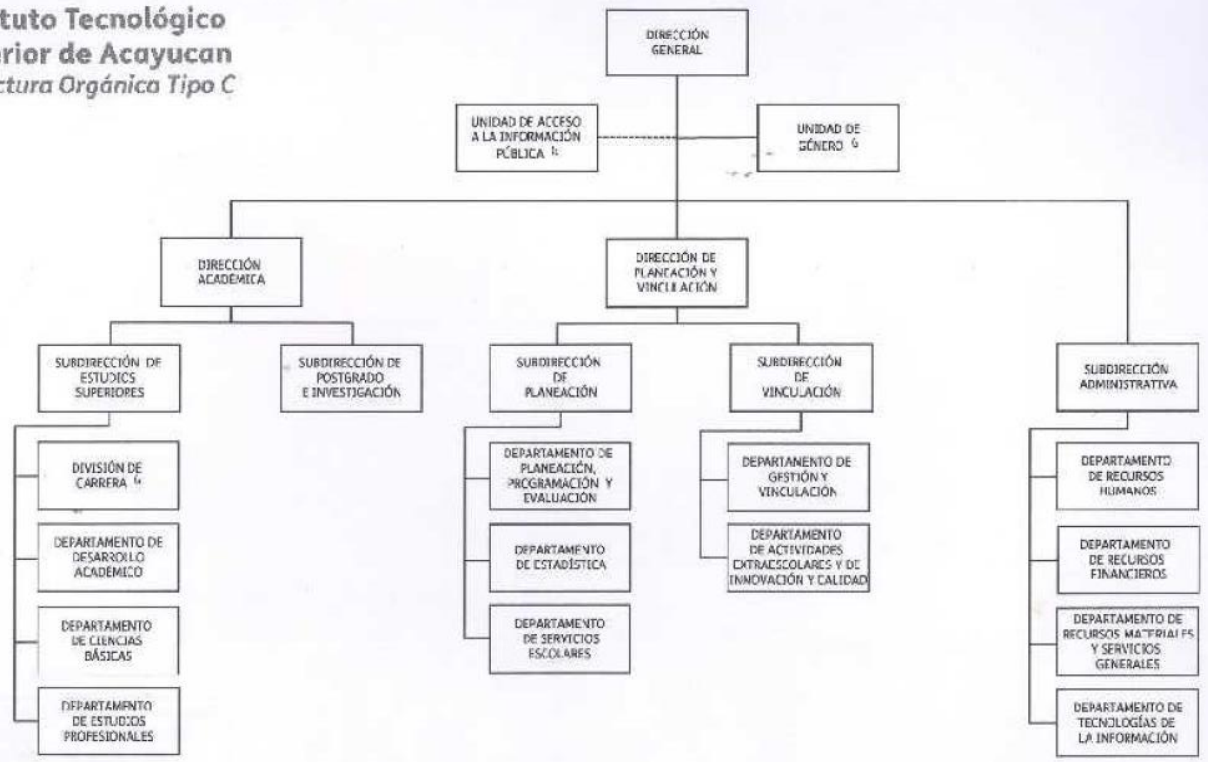 tuto Tecnológico
rior de Acayucan
ctura Orgánica Tipo C
DIRECCIÓN
GENERAL
UNIDAD DE ACCESO
A LA INFORMACIÓN
PÚBLICA
UNIDAD DE
GÉNERO 6
DIRECCIÓN
ACADÉMICA
DIRECCIÓN DE
PLANEACIÓN Y
VINCULACIÓN
SUBDIRECCIÓN DE
ESTUDIOS
SUPERIORES
SUBDIRECCIÓN DE
POSTGRADO
E INVESTIGACIÓN
SUBDIRECCIÓN
DE
PLANEACIÓN
SUBDIRECCIÓN
DE
VINCULACIÓN
SUBDIRECCIÓN
ADMINISTRATIVA
DIVISIÓN DE
CARRERA
DEPARTAMENTO DE
DESARROLLO
ACADÉMICO
DEPARTAMENTO
DE CIENCIAS
BÁSICAS
DEPARTAMENTO
DE ESTUDIOS
PROFESIONALES
DEPARTAMENTO DE
PLANEACIÓN,
PROGRAMACIÓN Y
EVALUACIÓN
DEPARTAMENTO
DE ESTADÍSTICA
DEPARTAMENTO
DE SERVICIOS
ESCOLARES
DEPARTAMENTO DE
GESTIÓN Y
VINCULACIÓN
DEPARTAMENTO
DE ACTIVIDADES
EXTRAESCOLARES Y DE
INNOVACIÓN Y CALIDAD
DEPARTAMENTO
DE RECURSOS
HUMANOS
DEPARTAMENTO
DE RECURSOS
FINANCIEROS
DEPARTAMENTO DE
RECURSOS MATERIALES
Y SERVICIOS
GENERALES
DEPARTAMENTO DE
TECNOLOGÍAS DE
LA INFORMACIÓN